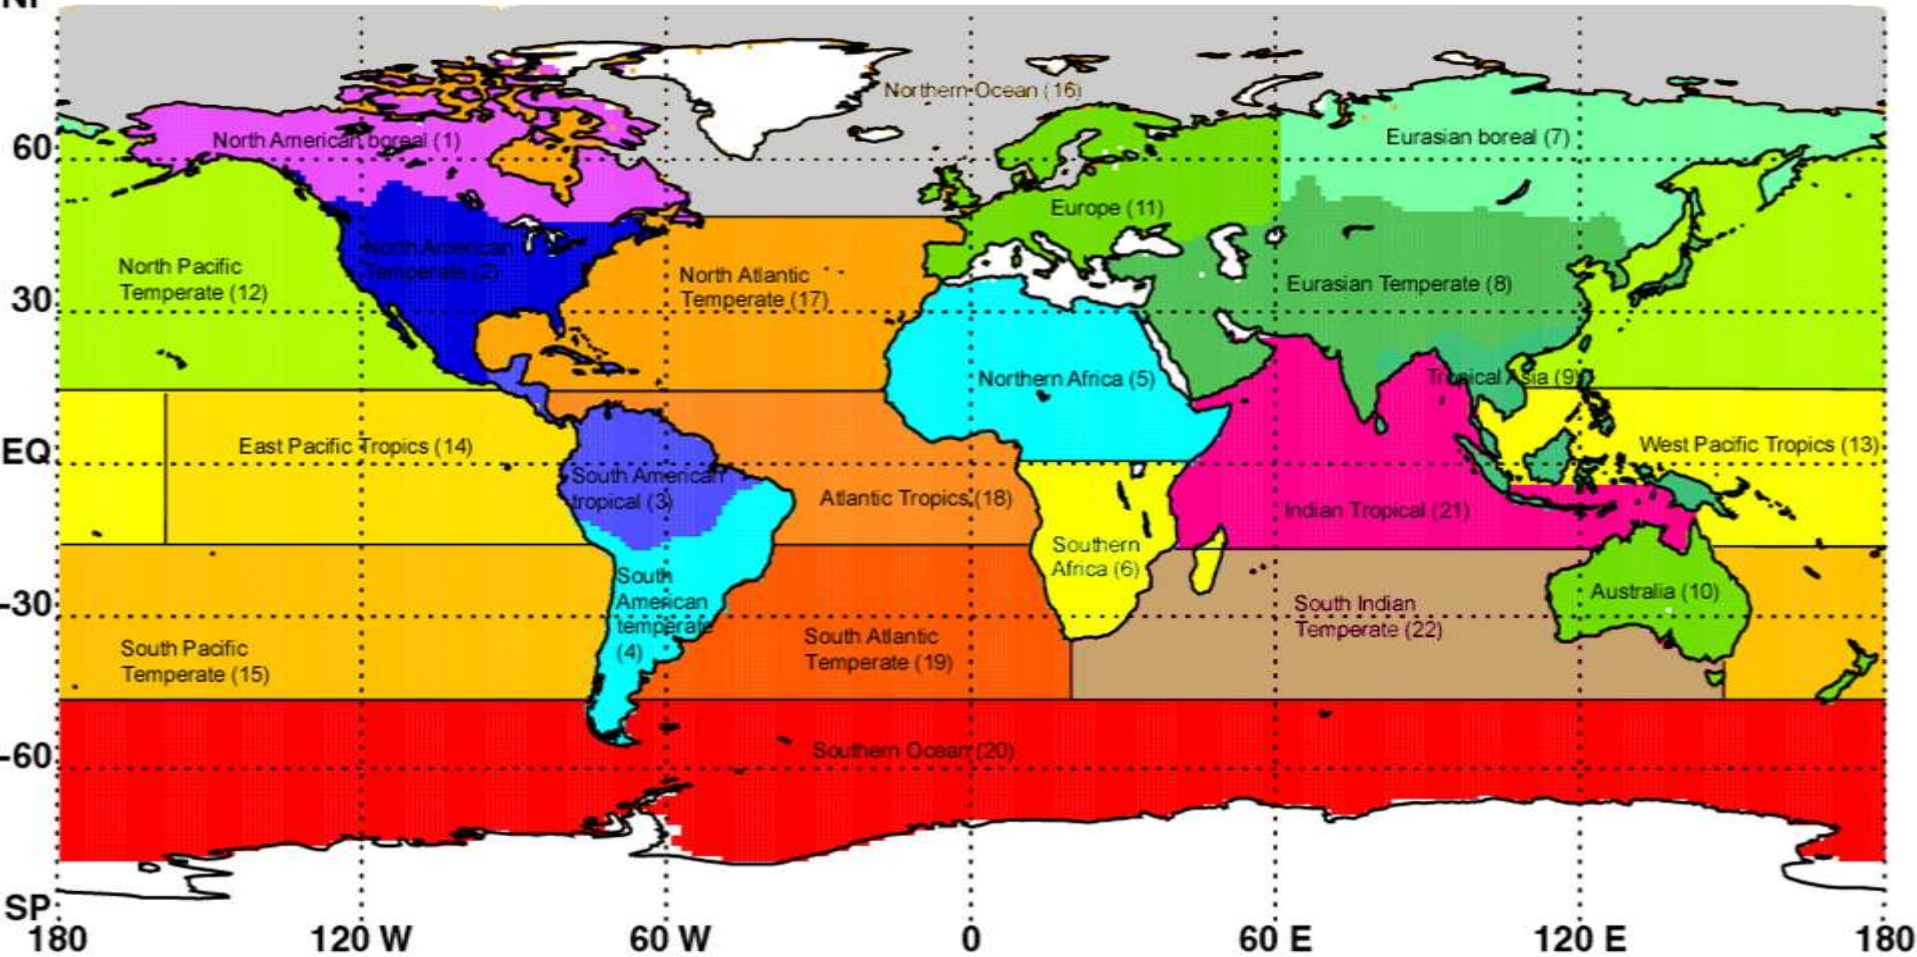 Northern Ocean (16)
North American boreal (1)
Eurasian boreal (7)
60
Europe (11)
North American
Temperate (2)
North Pacific
Temperate (12)
North Atlantic
Temperate (17)
Eurasian Temperate (8)
30
Northern Africa (5)
Tropical Asia (9)
East Pacific Tropics (14)
West Pacific Tropics (13)
EQ
South American
tropical (3)
Atlantic Tropics (18)
Indian Tropical (21)
Southern
Africa (6)
South
American
temperate
(4)
Australia (10)
-30
South Indian
Temperate (22)
South Pacific
Temperate (15)
South Atlantic
Temperate (19)
Southern Ocean (20)
-60
SP
180
120 W
60 W
0
60 E
120 E
180